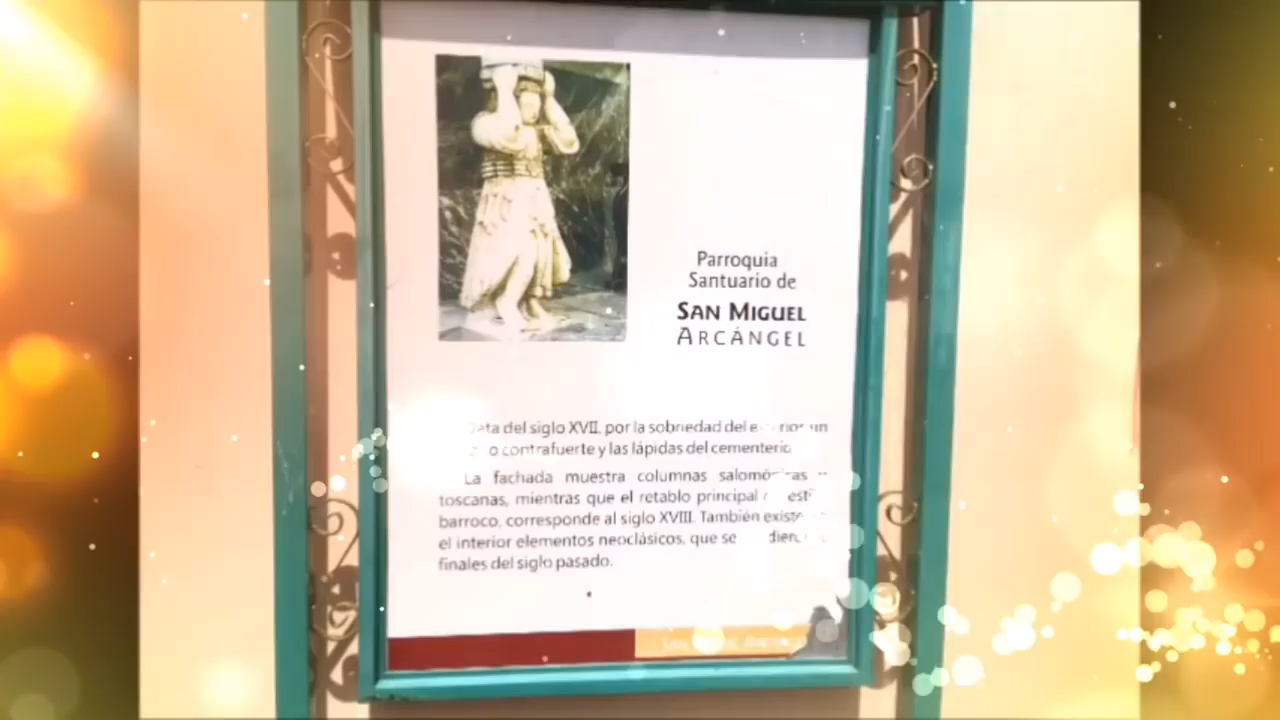 Parroquia
Santuario de
SAN MIGUEL
ARCÁNGEL
del siglo XVII, por la sobriedad del un
contrafuerte y las lápidas del cementerio
La fachada muestra columnas
toscanas, mientras que el retablo principal
barroco, corresponde al siglo XVIII. También
el interior elementos neoclásicos, que se
finales del siglo pasado.